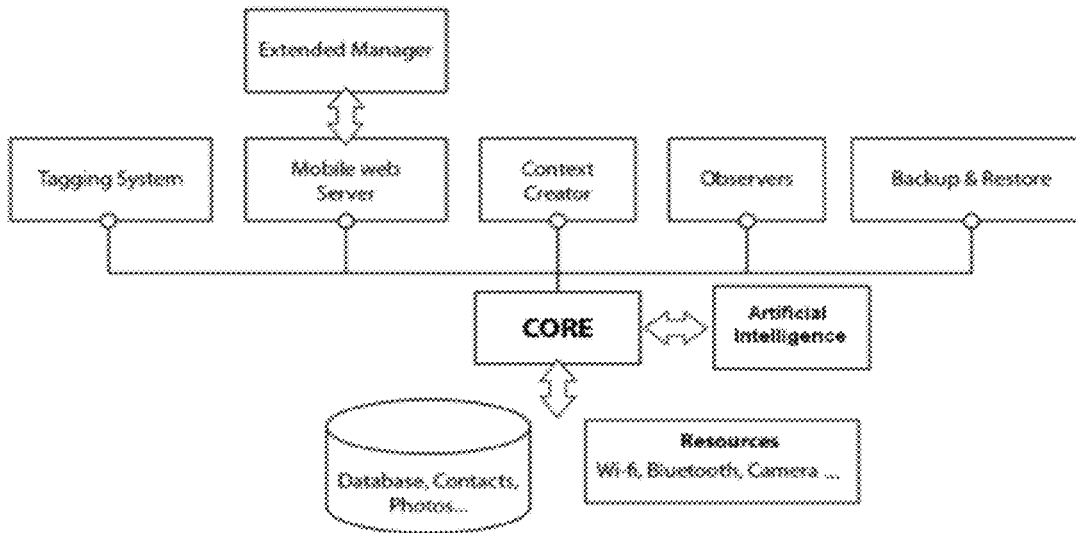 Extended Manager
Tagging System
Mobile web
Server
Context
Creator
Observers
Backup & Restore
CORE
Artificial
Intelligence
Database, Contacts,
Photos...
Resources
Wi-fi, Bluetooth, Camera ...